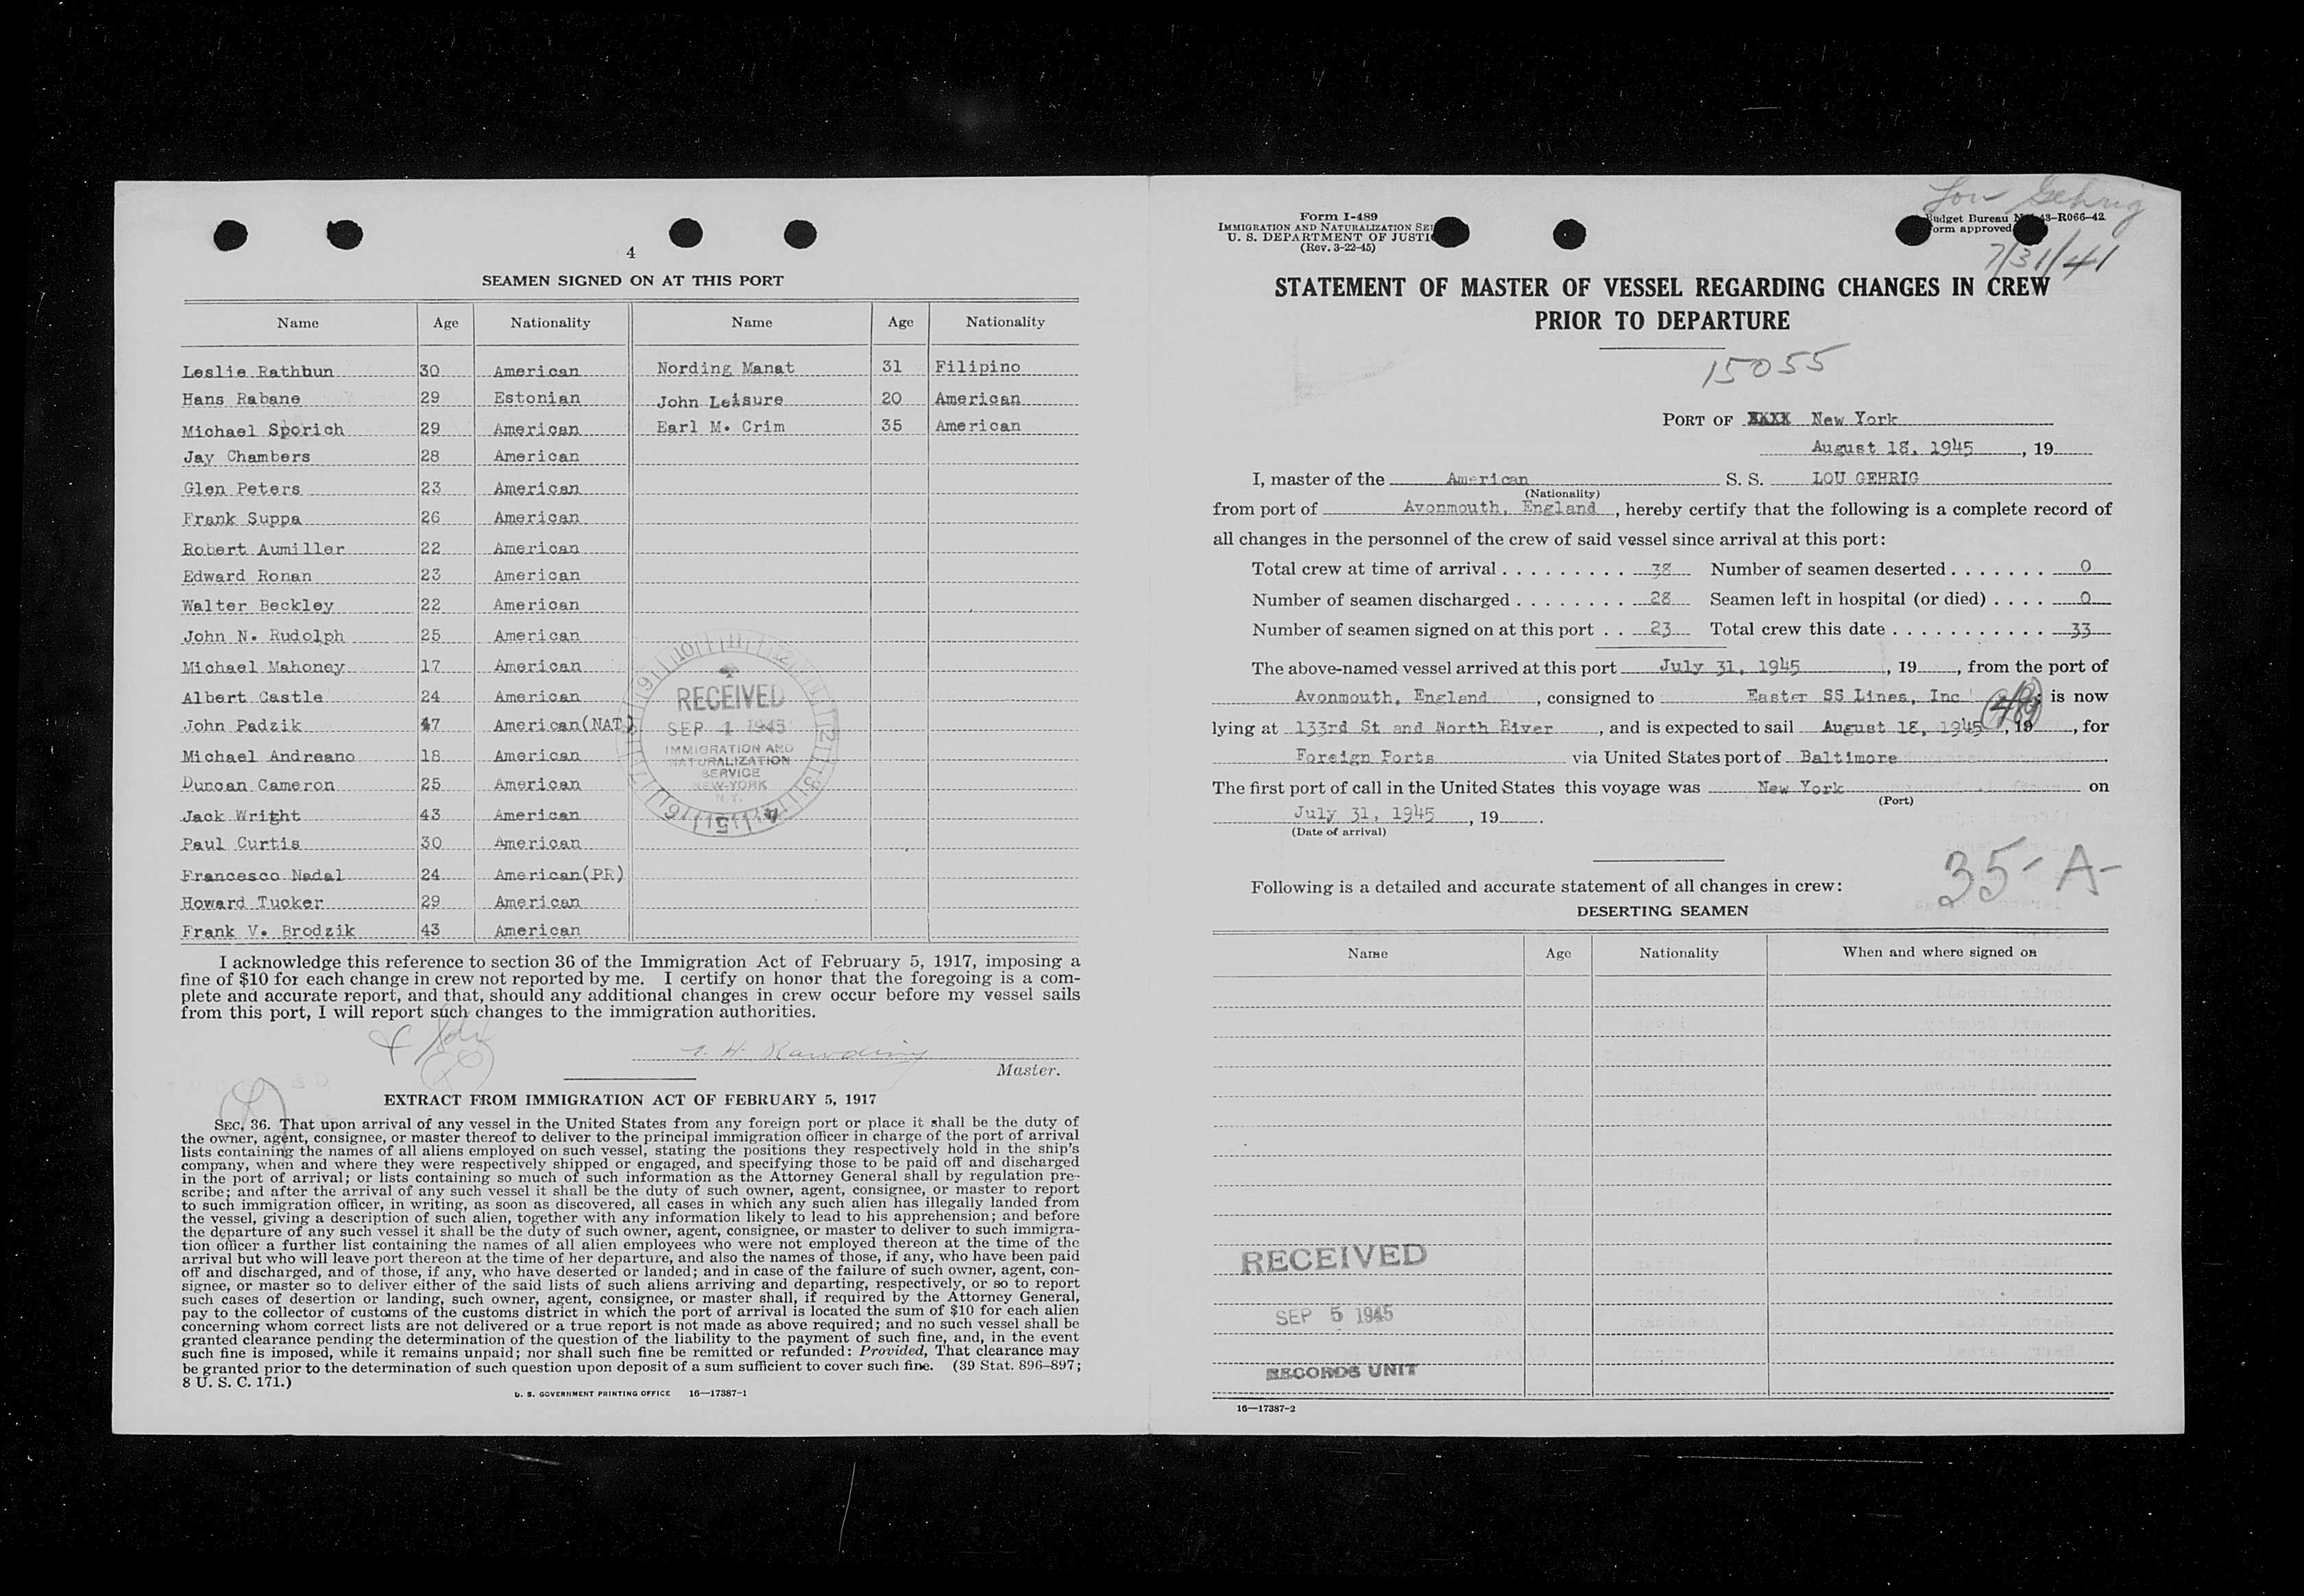 4
SEAMEN SIGNED ON AT THIS PORT
Name Age Nationality Name Age Nationality
Leslie Rathbun 30 American Nording Manat 31 Filipino
Hans Rabane 29 Estonian John Leisure 20 American
Michael Sporich 29 American Earl M. Crim 35 American
Jay Chambers 28 American
Glen Peters 23 American
Frank Suppa 26 American
Robert Aumiller 22 American
Edward Ronan 23 American
Walter Beckley 22 American
John N. Rudolph 25 American
Michael Mahoney 17 American
Albert Castle 24 American
John Padzik 47 American(NAT)
Michael Andreano 18 American
Duncan Cameron 25 American
Jack Wright 43 American
Paul Curtis 30 American
Francesco Nadal 24 American(PR)
Howard Tucker 29 American
Frank V. Brodzik 43 American
RECEIVED
SEP 1 1945
IMMIGRATION AND
NATURALIZATION
SERVICE
NEW-YORK
N.Y.
I acknowledge this reference to section 36 of the Immigration Act of February 5, 1917, imposing a
fine of $10 for each change in crew not reported by me. I certify on honor that the foregoing is a com-
plete and accurate report, and that, should any additional changes in crew occur before my vessel sails
from this port, I will report such changes to the immigration authorities.
H. Rawding
Master.
EXTRACT FROM IMMIGRATION ACT OF FEBRUARY 5, 1917
SEC. 36. That upon arrival of any vessel in the United States from any foreign port or place it shall be the duty of
the owner, agent, consignee, or master thereof to deliver to the principal immigration officer in charge of the port of arrival
lists containing the names of all aliens employed on such vessel, stating the positions they respectively hold in the ship's
company, when and where they were respectively shipped or engaged, and specifying those to be paid off and discharged
in the port of arrival; or lists containing so much of such information as the Attorney General shall by regulation pre-
scribe; and after the arrival of any such vessel it shall be the duty of such owner, agent, consignee, or master to report
to such immigration officer, in writing, as soon as discovered, all cases in which any such alien has illegally landed from
the vessel, giving a description of such alien, together with any information likely to lead to his apprehension; and before
the departure of any such vessel it shall be the duty of such owner, agent, consignee, or master to deliver to such immigra-
tion officer a further list containing the names of all alien employees who were not employed thereon at the time of the
arrival but who will leave port thereon at the time of her departure, and also the names of those, if any, who have been paid
off and discharged, and of those, if any, who have deserted or landed; and in case of the failure of such owner, agent, con-
signee, or master so to deliver either of the said lists of such aliens arriving and departing, respectively, or so to report
such cases of desertion or landing, such owner, agent, consignee, or master shall, if required by the Attorney General,
pay to the collector of customs of the customs district in which the port of arrival is located the sum of $10 for each alien
concerning whom correct lists are not delivered or a true report is not made as above required; and no such vessel shall be
granted clearance pending the determination of the question of the liability to the payment of such fine, and, in the event
such fine is imposed, while it remains unpaid; nor shall such fine be remitted or refunded: Provided, That clearance may
be granted prior to the determination of such question upon deposit of a sum sufficient to cover such fine. (39 Stat. 896-897;
8 U. S. C. 171.)
U. S. GOVERNMENT PRINTING OFFICE 16—17387-1
Lou Gehrig
7/31/41
Form I-489
IMMIGRATION AND NATURALIZATION
U. S. DEPARTMENT OF JUSTI
(Rev. 3-22-45)
Budget Bureau 43-R066-42
form approved
STATEMENT OF MASTER OF VESSEL REGARDING CHANGES IN CREW
PRIOR TO DEPARTURE
15055
PORT OF XXXX New York
August 18, 1945, 19
I, master of the American S. S. LOU GEHRIG
(Nationality)
from port of Avonmouth, England, hereby certify that the following is a complete record of
all changes in the personnel of the crew of said vessel since arrival at this port:
Total crew at time of arrival 38 Number of seamen deserted 0
Number of seamen discharged 28 Seamen left in hospital (or died) 0
Number of seamen signed on at this port 23 Total crew this date 33
The above-named vessel arrived at this port July 31, 1945, 19, from the port of
Avonmouth, England, consigned to Easter SS Lines, Inc; is now
lying at 133rd St and North River, and is expected to sail August 18, 1945, 19, for
Foreign Ports via United States port of Baltimore.
The first port of call in the United States this voyage was New York on
(Port)
July 31, 1945, 19.
(Date of arrival)
35-A-
Following is a detailed and accurate statement of all changes in crew:
DESERTING SEAMEN
Name Age Nationality When and where signed on
RECEIVED
SEP 5 1945
RECORDS UNIT
16—17387-2